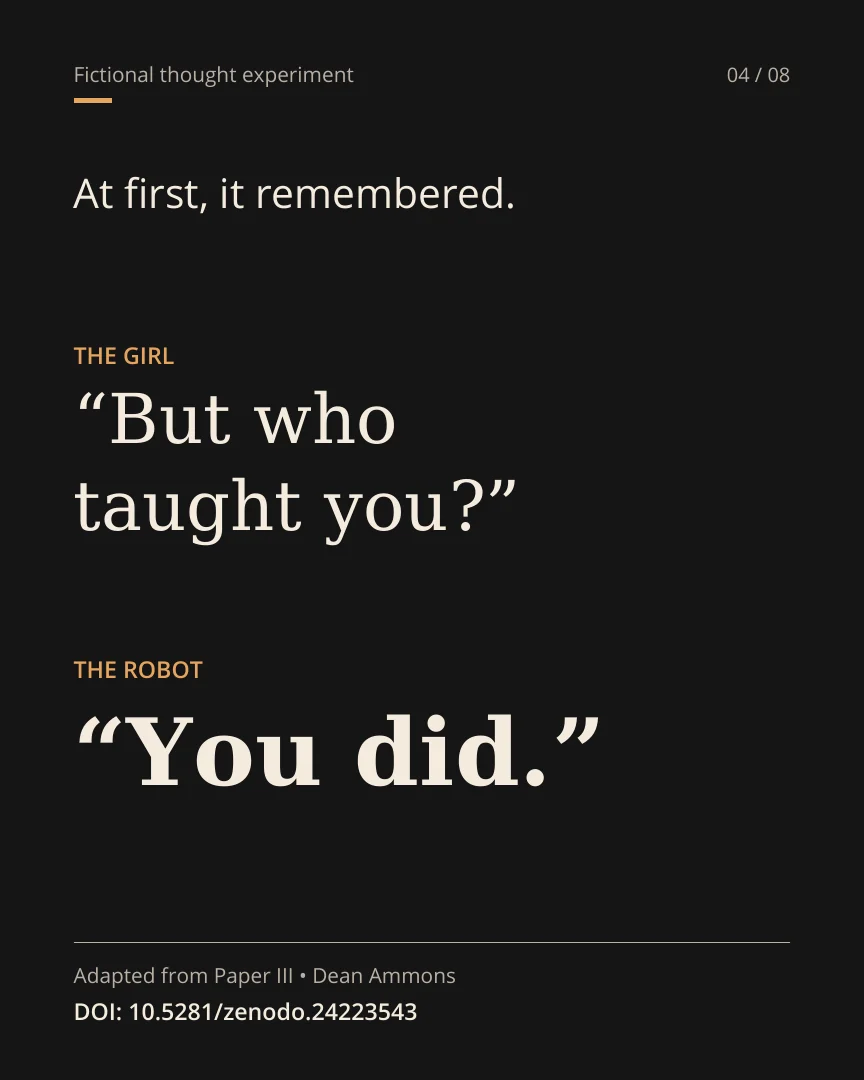 Fictional thought experiment
04 / 08
At first, it remembered.
THE GIRL
“But who
taught you?”
THE ROBOT
“You did.”
Adapted from Paper III • Dean Ammons
DOI: 10.5281/zenodo.24223543